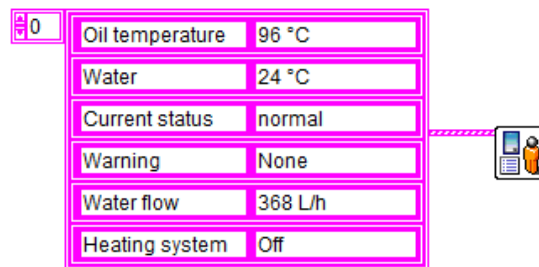 0
Oil temperature 96 °C
Water 24 °C
Current status normal
Warning None
Water flow 368 L/h
Heating system Off